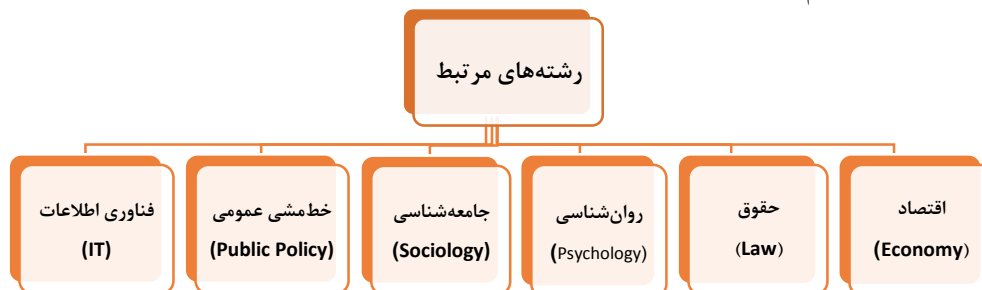 رشته‌های مرتبط
اقتصاد
(Economy)
حقوق
(Law)
روان‌شناسی
(Psychology)
جامعه‌شناسی
(Sociology)
خط‌مشی عمومی
(Public Policy)
فناوری اطلاعات
(IT)